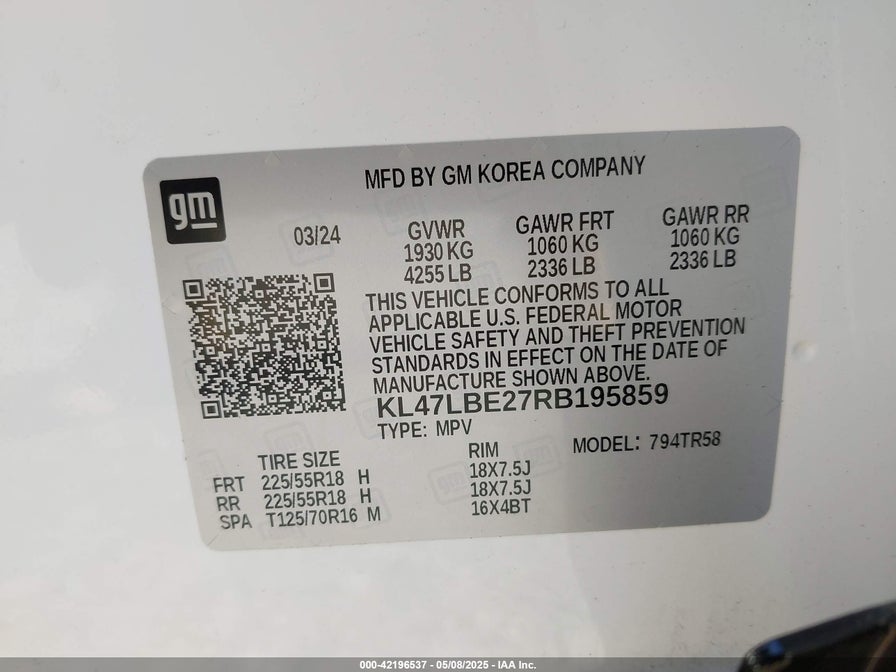 gm
MFD BY GM KOREA COMPANY
03/24
GVWR
1930 KG
4255 LB
GAWR FRT
1060 KG
2336 LB
GAWR RR
1060 KG
2336 LB
THIS VEHICLE CONFORMS TO ALL
APPLICABLE U.S. FEDERAL MOTOR
VEHICLE SAFETY AND THEFT PREVENTION
STANDARDS IN EFFECT ON THE DATE OF
MANUFACTURE SHOWN ABOVE.
KL47LBE27RB195859
TYPE: MPV
MODEL: 794TR58
TIRE SIZE RIM
FRT 225/55R18 H 18X7.5J
RR 225/55R18 H 18X7.5J
SPA T125/70R16 M 16X4BT
000-42196537 - 05/08/2025 - IAA Inc.